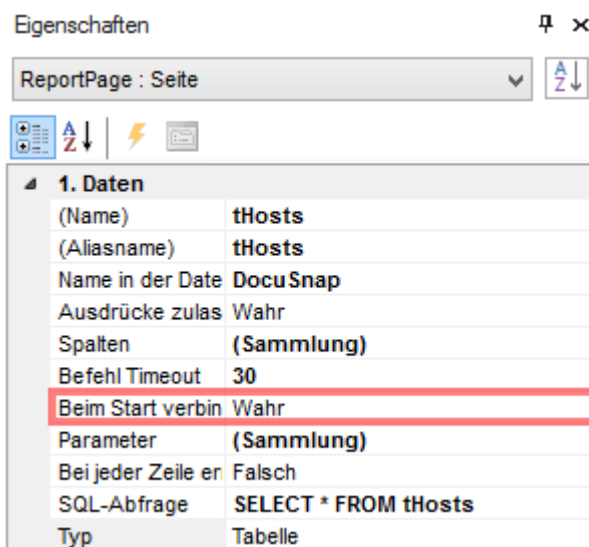 Eigenschaften
ReportPage : Seite
1. Daten
(Name) tHosts
(Aliasname) tHosts
Name in der Date DocuSnap
Ausdrücke zulas Wahr
Spalten (Sammlung)
Befehl Timeout 30
Beim Start verbin Wahr
Parameter (Sammlung)
Bei jeder Zeile er Falsch
SQL-Abfrage SELECT * FROM tHosts
Typ Tabelle